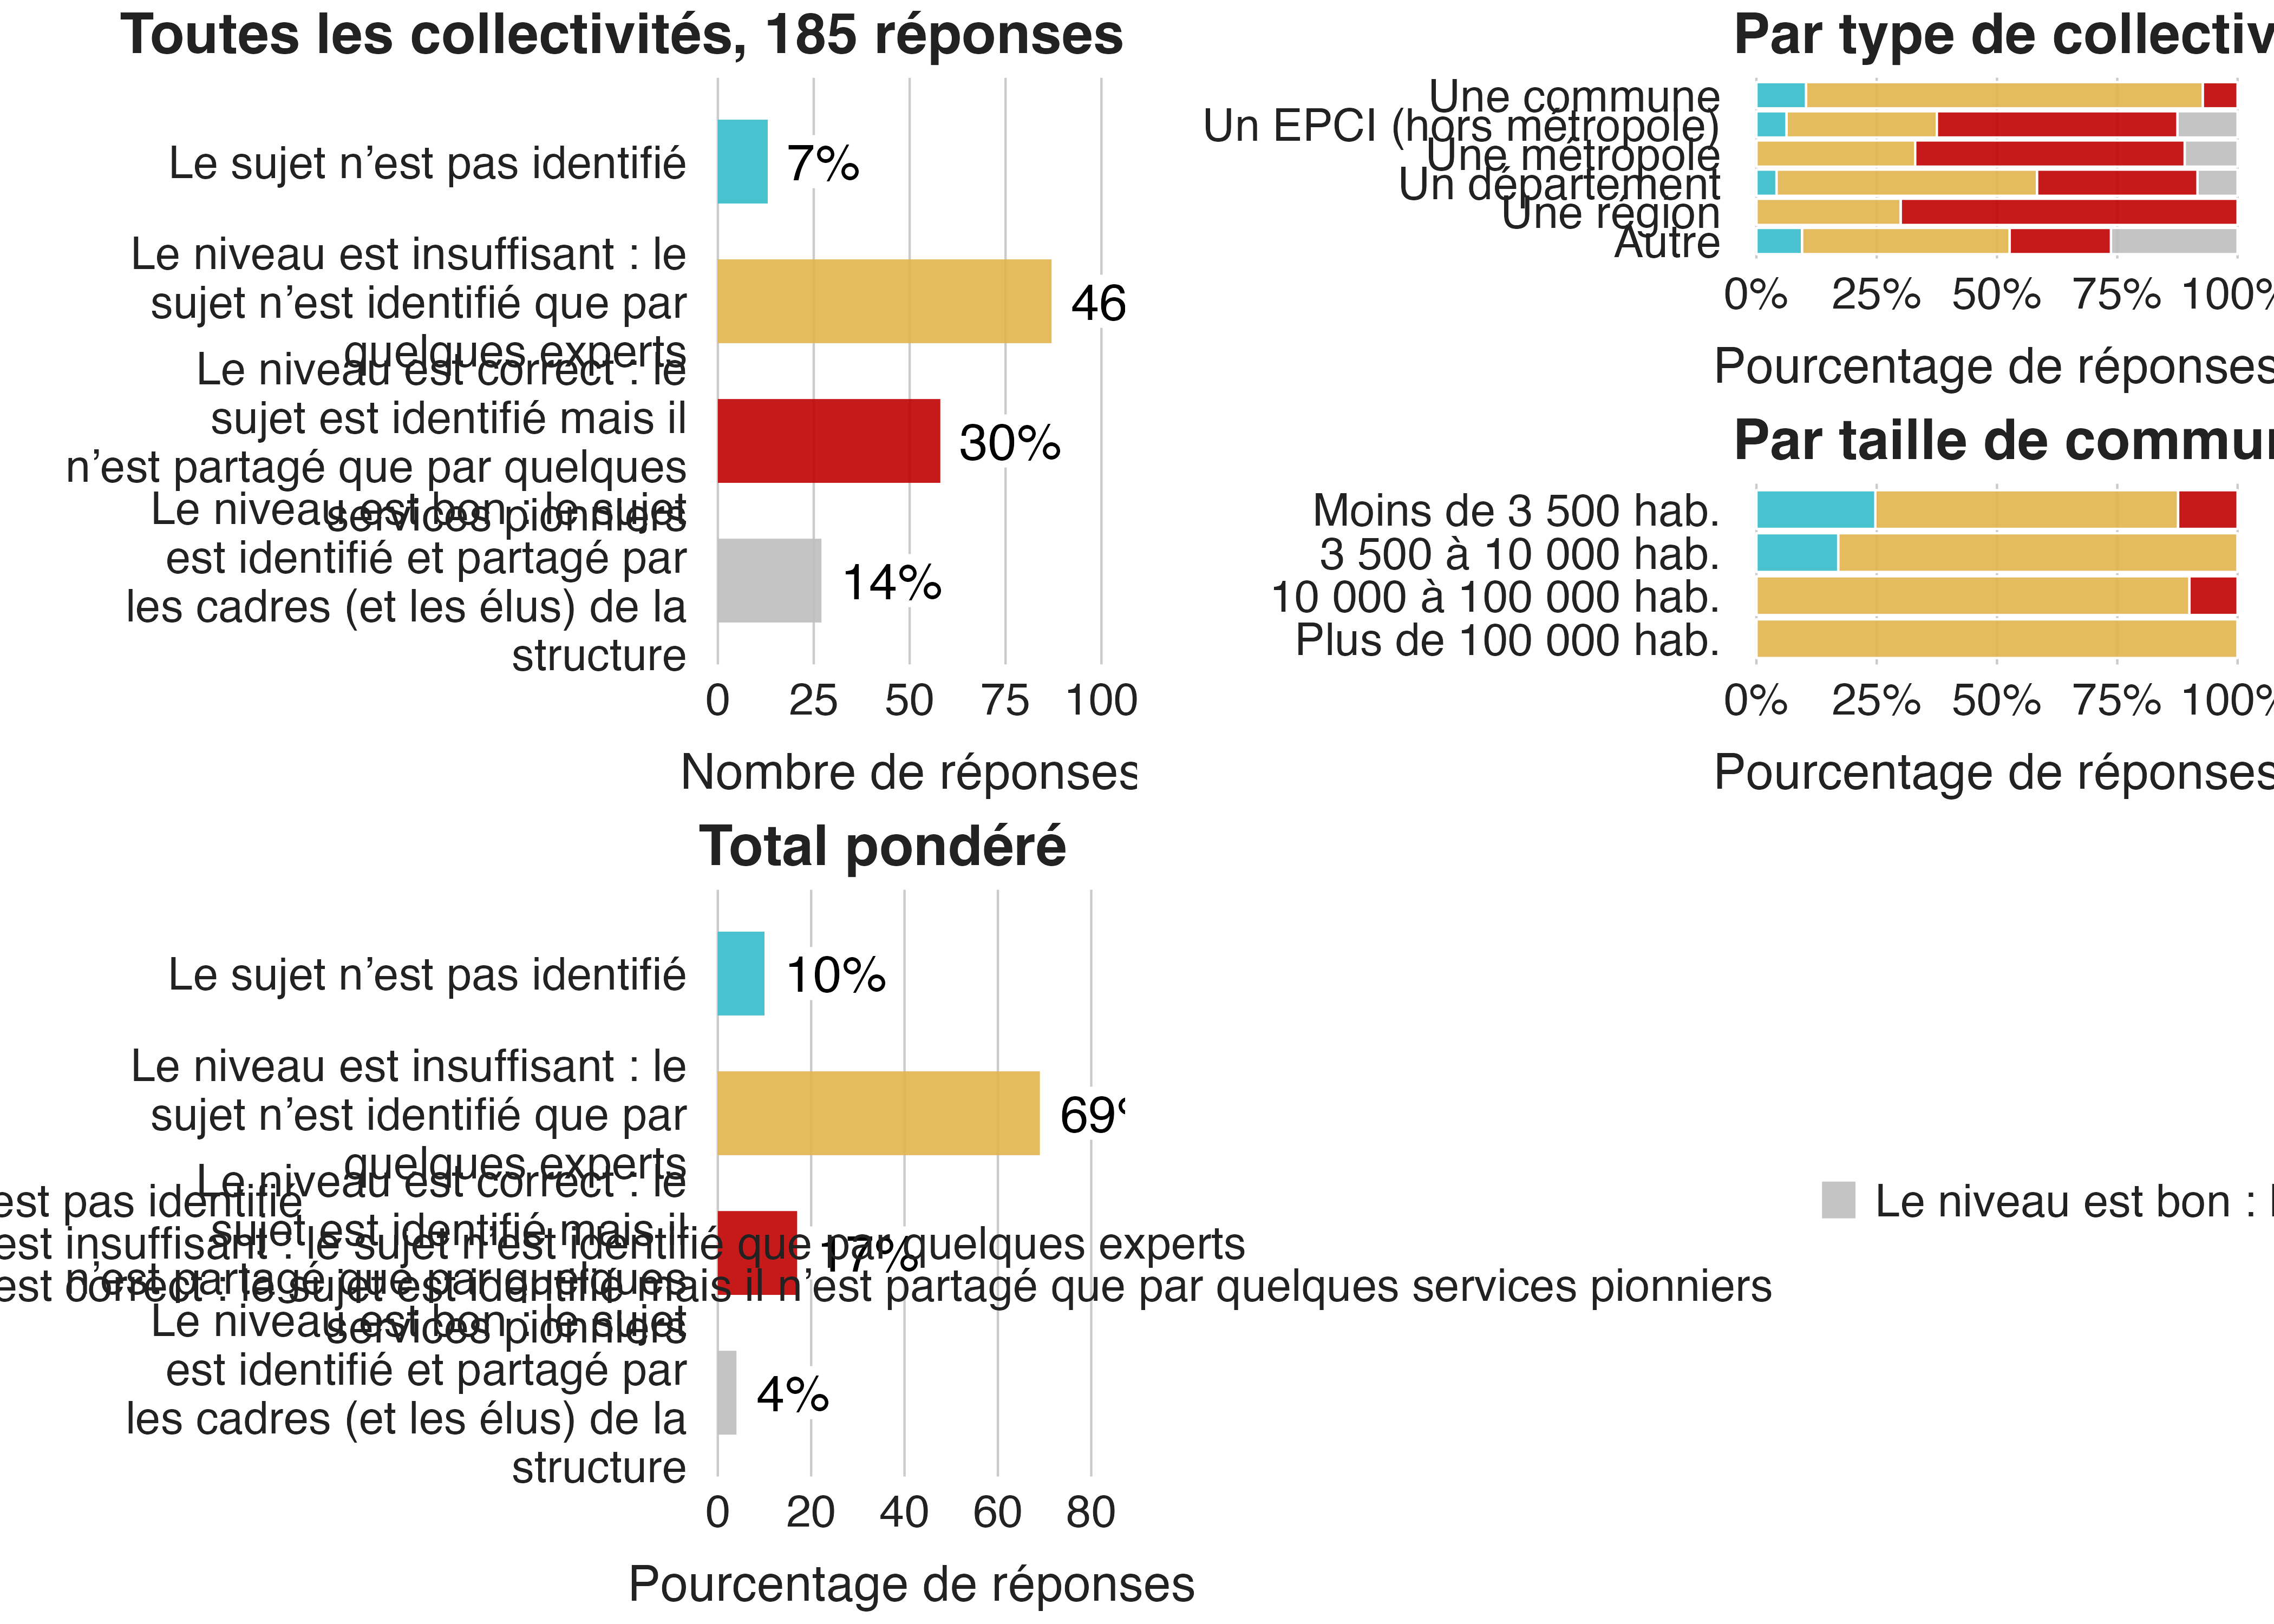 Toutes les collectivités, 185 réponses
Le sujet n’est pas identifié
7%
Le niveau est insuffisant : le
sujet n’est identifié que par
quelques experts
46
Le niveau est correct : le
sujet est identifié mais il
n’est partagé que par quelques
services pionniers
30%
Le niveau est bon : le sujet
est identifié et partagé par
les cadres (et les élus) de la
structure
14%
0 25 50 75 100
Nombre de réponses
Par type de collectiv
Une commune
Un EPCI (hors métropole)
Une métropole
Un département
Une région
Autre
0% 25% 50% 75% 100%
Pourcentage de réponses
Par taille de commun
Moins de 3 500 hab.
3 500 à 10 000 hab.
10 000 à 100 000 hab.
Plus de 100 000 hab.
0% 25% 50% 75% 100%
Pourcentage de réponses
Total pondéré
Le sujet n’est pas identifié
10%
Le niveau est insuffisant : le
sujet n’est identifié que par
quelques experts
69%
Le niveau est correct : le
sujet est identifié mais il
n’est partagé que par quelques
services pionniers
17%
Le niveau est bon : le sujet
est identifié et partagé par
les cadres (et les élus) de la
structure
4%
0 20 40 60 80
Pourcentage de réponses
est pas identifié
est insuffisant : le sujet n’est identifié que par quelques experts
est correct : le sujet est identifié mais il n’est partagé que par quelques services pionniers
Le niveau est bon : l